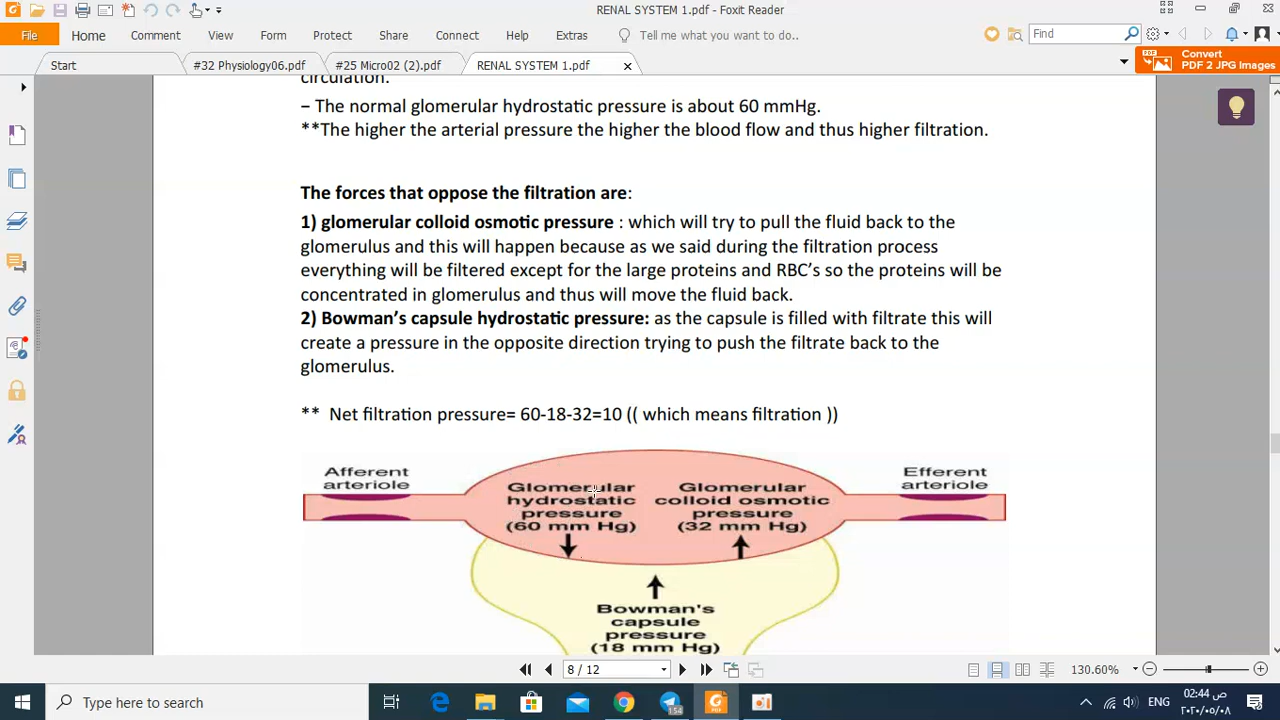 RENAL SYSTEM 1.pdf - Foxit Reader
File Home Comment View Form Protect Share Connect Help Extras Tell me what you want to do.. Find
Start #32 Physiology06.pdf #25 Micro02 (2).pdf RENAL SYSTEM 1.pdf
Convert
PDF 2 JPG Images
circulation.
– The normal glomerular hydrostatic pressure is about 60 mmHg.
**The higher the arterial pressure the higher the blood flow and thus higher filtration.
The forces that oppose the filtration are:
1) glomerular colloid osmotic pressure : which will try to pull the fluid back to the
glomerulus and this will happen because as we said during the filtration process
everything will be filtered except for the large proteins and RBC's so the proteins will be
concentrated in glomerulus and thus will move the fluid back.
2) Bowman's capsule hydrostatic pressure: as the capsule is filled with filtrate this will
create a pressure in the opposite direction trying to push the filtrate back to the
glomerulus.
** Net filtration pressure= 60-18-32=10 (( which means filtration ))
Afferent
arteriole
Glomerular
hydrostatic
pressure
(60 mm Hg)
Glomerular
colloid osmotic
pressure
(32 mm Hg)
Efferent
arteriole
Bowman's
capsule
pressure
(18 mm Hg)
8 / 12
130.60%
Type here to search
154
ENG
02:44 ص
٢٠٢٠/٠٥/٠٨